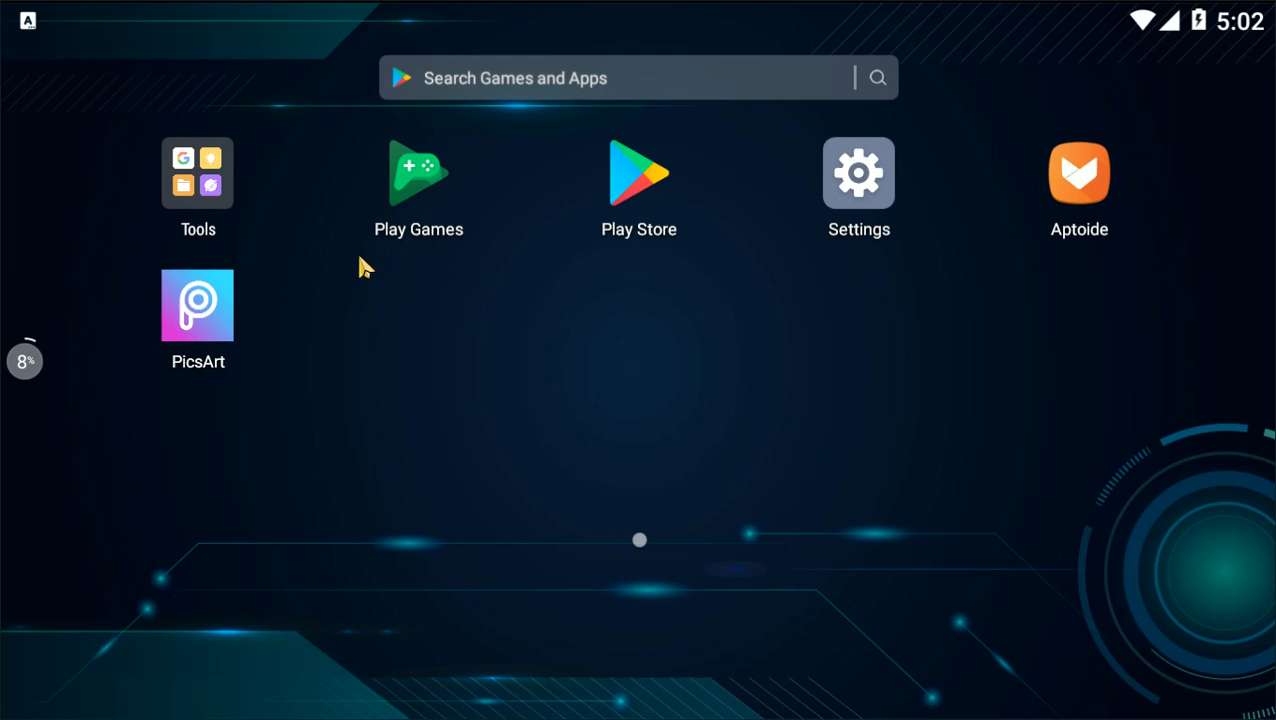 A
5:02
Search Games and Apps
Tools
Play Games
Play Store
Settings
Aptoide
PicsArt
8%